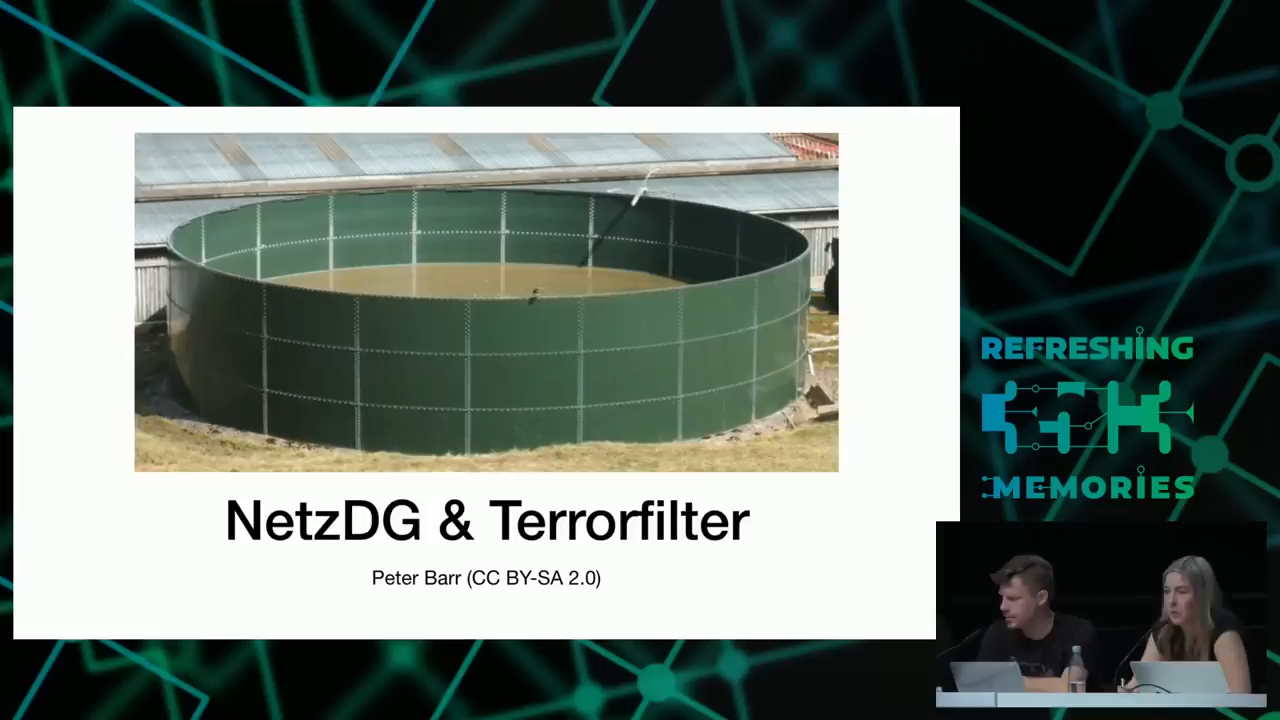 NetzDG & Terrorfilter
Peter Barr (CC BY-SA 2.0)
REFRESHING
MEMORIES